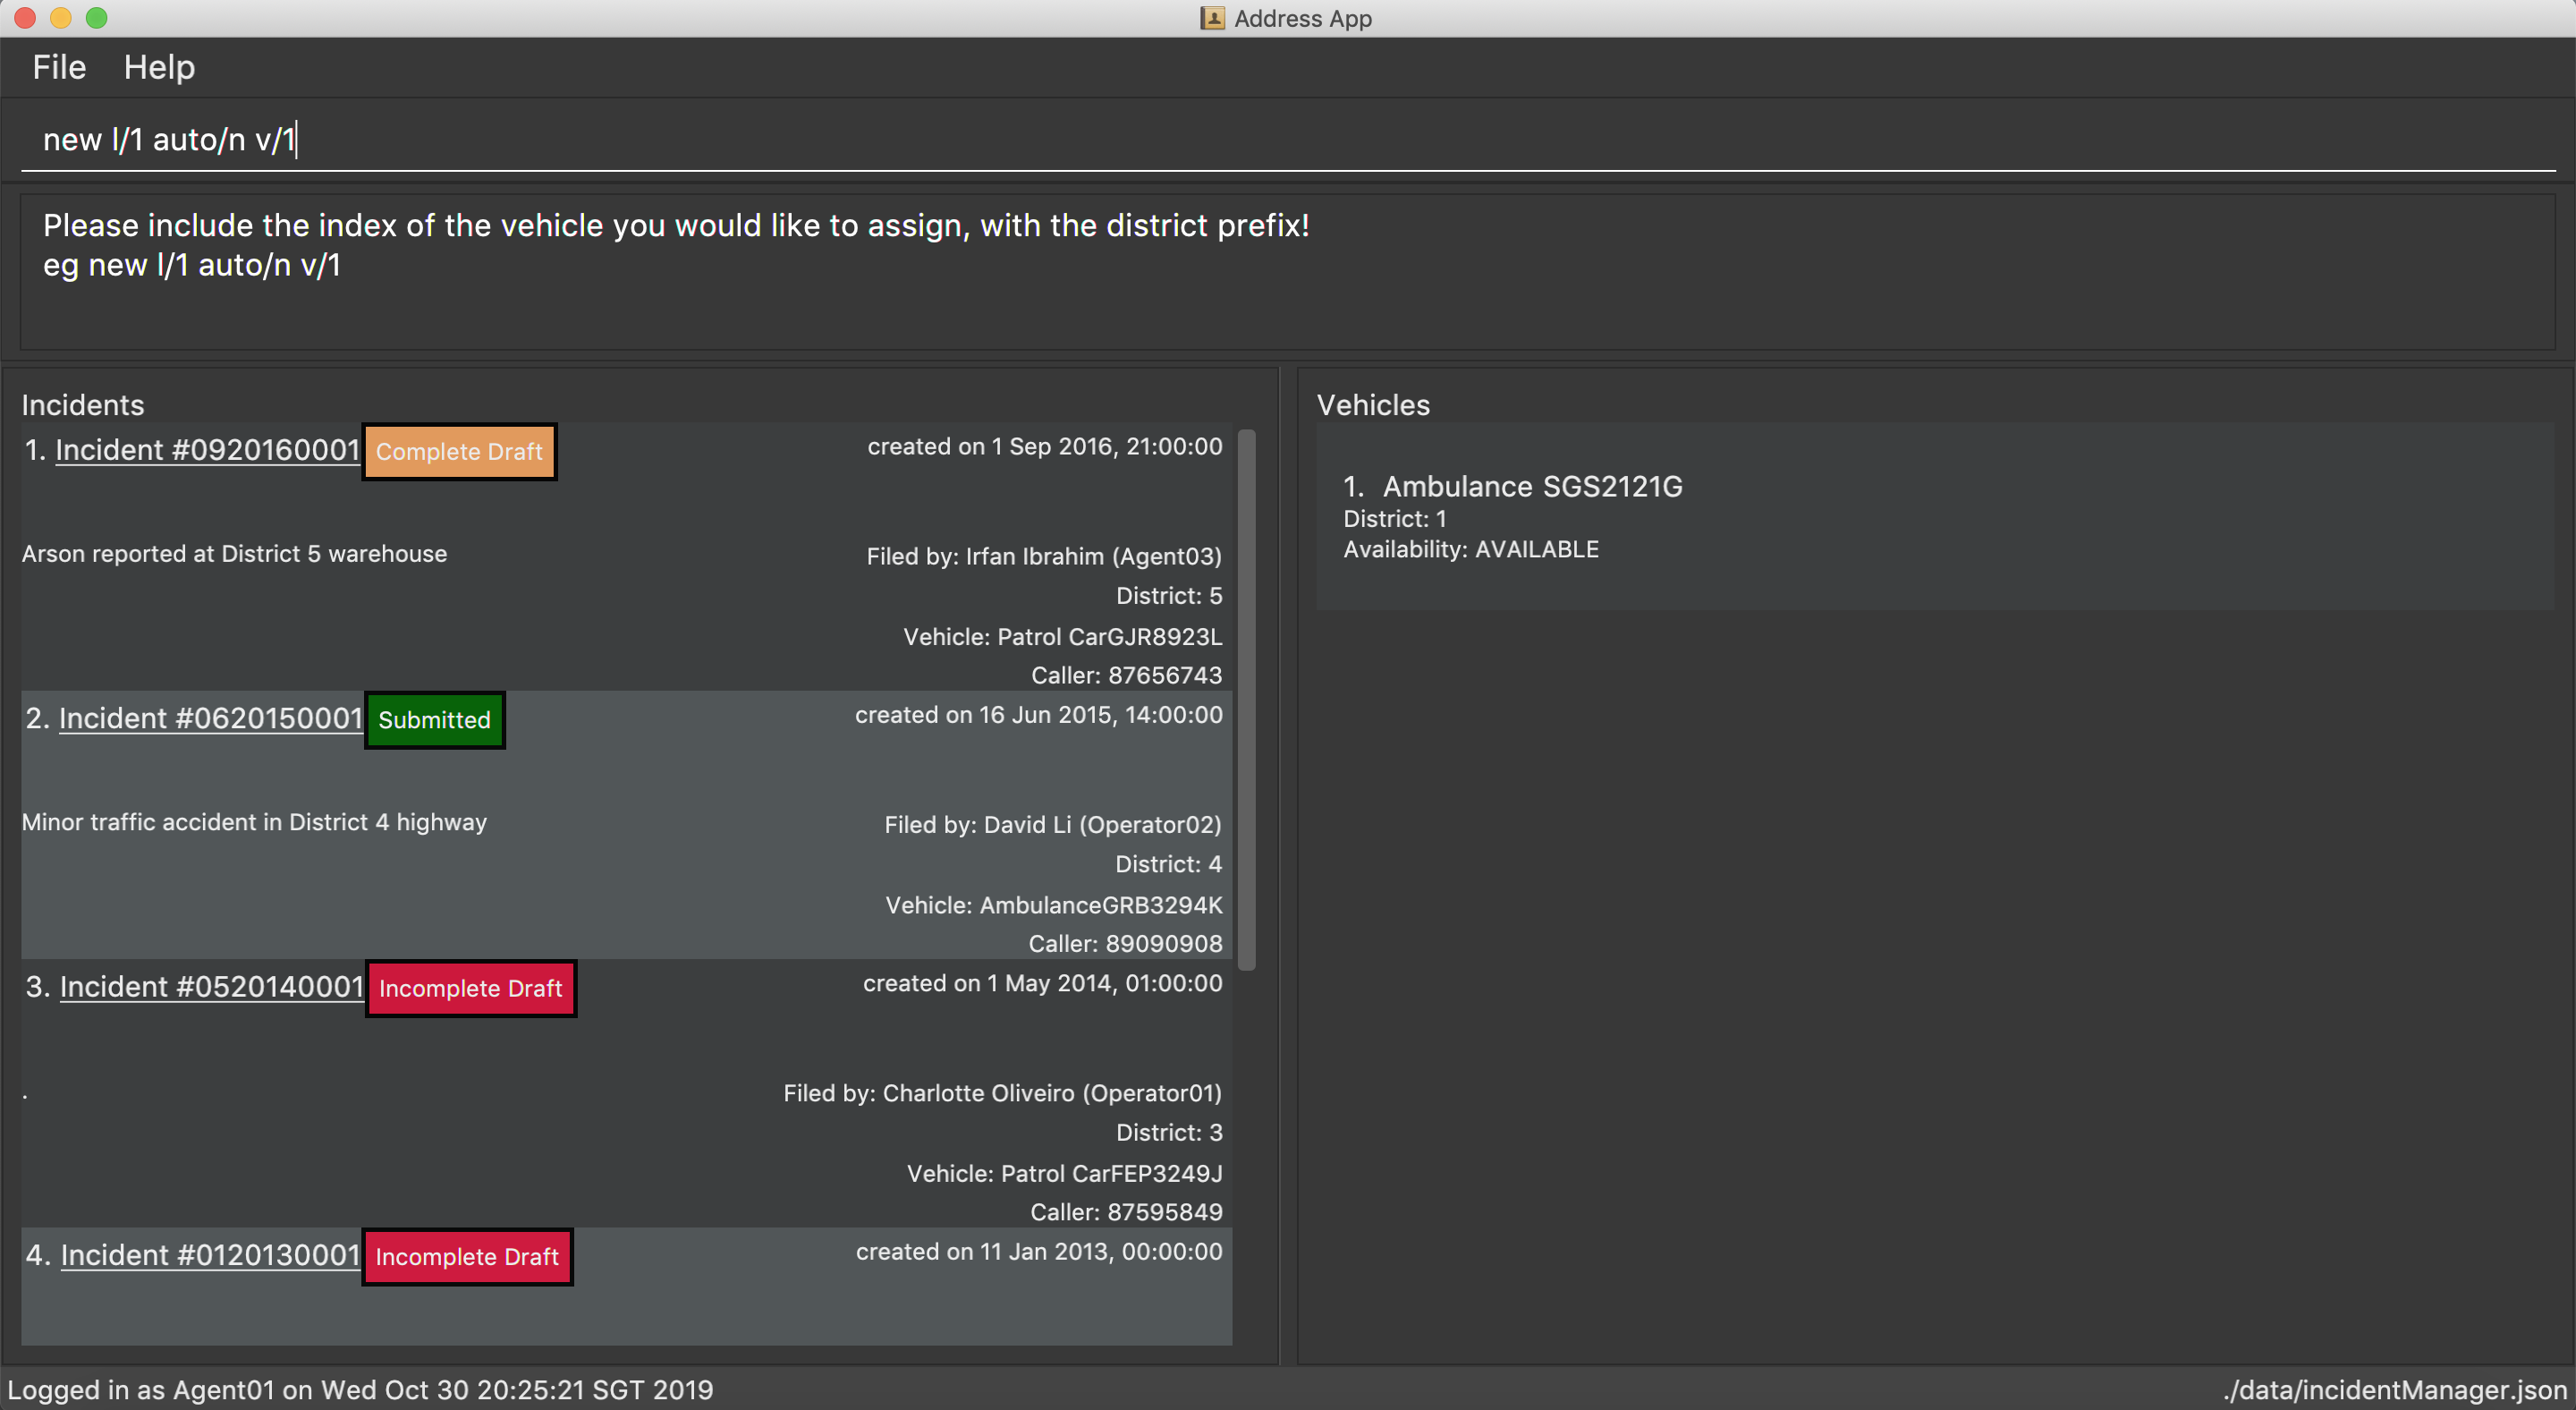 Address App
File Help
new l/1 auto/n v/1
Please include the index of the vehicle you would like to assign, with the district prefix!
eg new l/1 auto/n v/1
Incidents
1. Incident #0920160001 Complete Draft created on 1 Sep 2016, 21:00:00
Arson reported at District 5 warehouse Filed by: Irfan Ibrahim (Agent03)
District: 5
Vehicle: Patrol CarGJR8923L
Caller: 87656743
2. Incident #0620150001 Submitted created on 16 Jun 2015, 14:00:00
Minor traffic accident in District 4 highway Filed by: David Li (Operator02)
District: 4
Vehicle: AmbulanceGRB3294K
Caller: 89090908
3. Incident #0520140001 Incomplete Draft created on 1 May 2014, 01:00:00
. Filed by: Charlotte Oliveiro (Operator01)
District: 3
Vehicle: Patrol CarFEP3249J
Caller: 87595849
4. Incident #0120130001 Incomplete Draft created on 11 Jan 2013, 00:00:00
Vehicles
1. Ambulance SGS2121G
District: 1
Availability: AVAILABLE
Logged in as Agent01 on Wed Oct 30 20:25:21 SGT 2019
./data/incidentManager.json